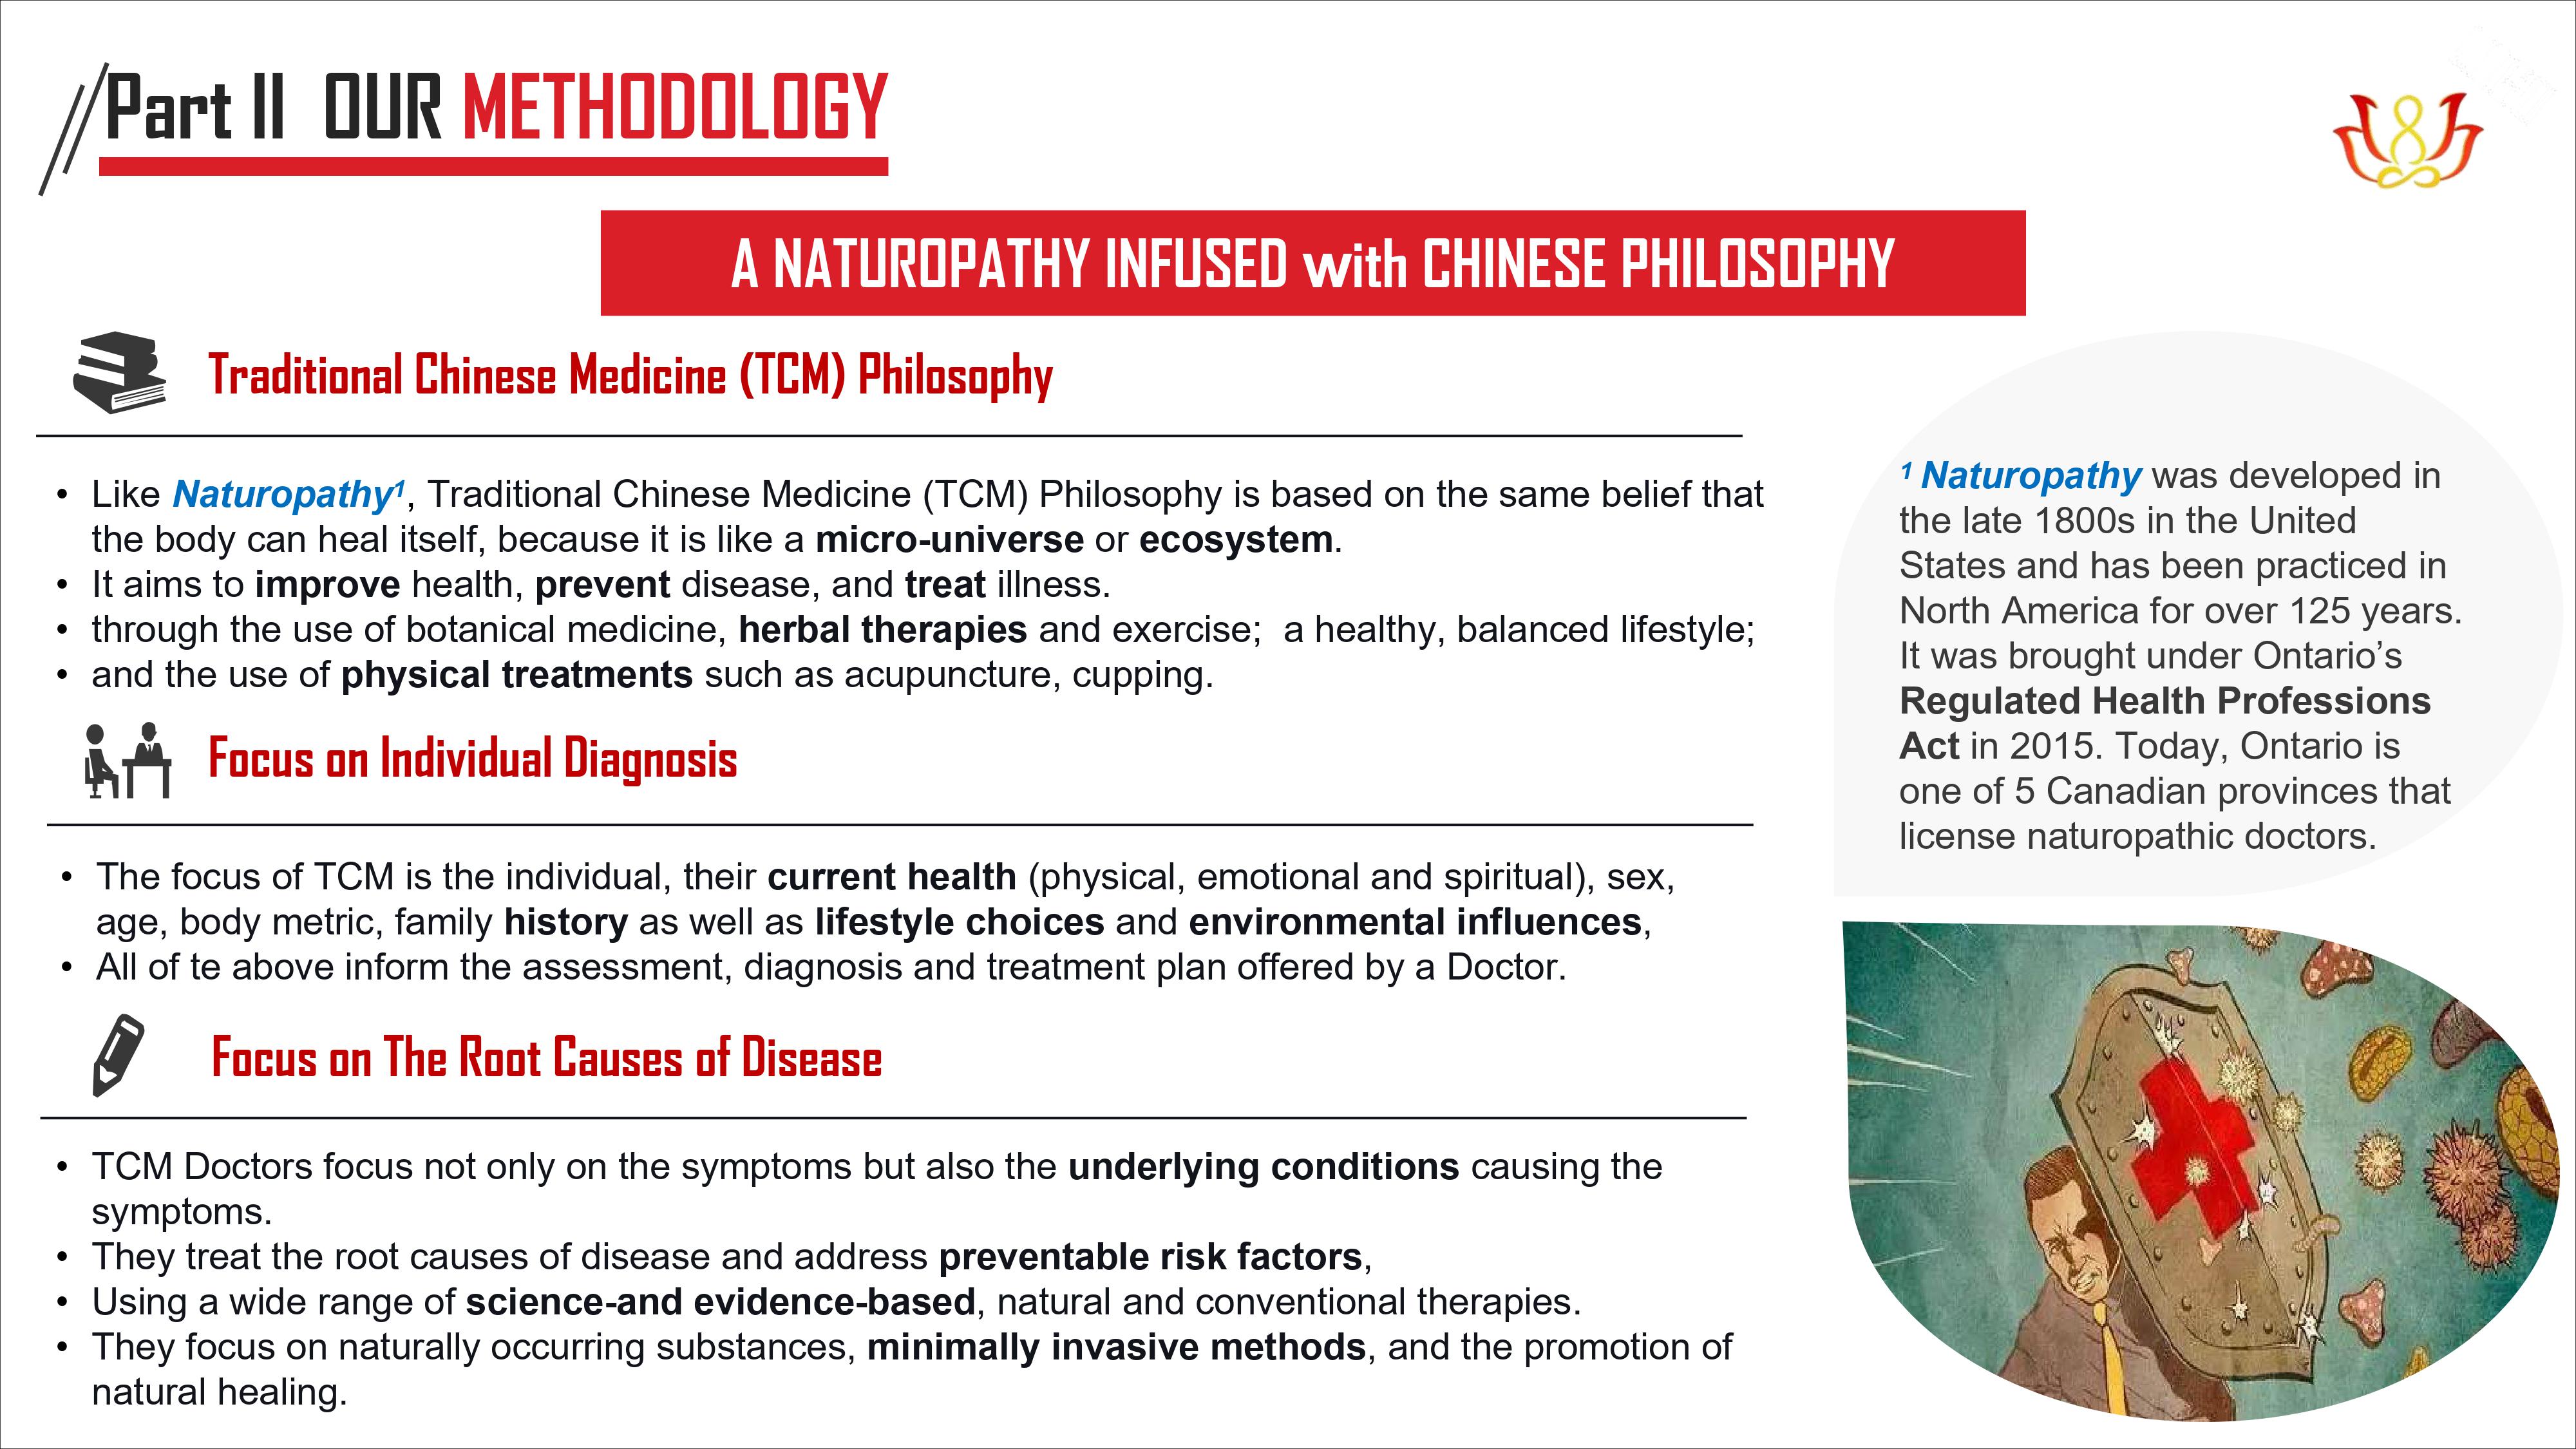 Part II OUR METHODOLOGY
A NATUROPATHY INFUSED with CHINESE PHILOSOPHY
Traditional Chinese Medicine (TCM) Philosophy
• Like Naturopathy¹, Traditional Chinese Medicine (TCM) Philosophy is based on the same belief that
the body can heal itself, because it is like a micro-universe or ecosystem.
• It aims to improve health, prevent disease, and treat illness.
• through the use of botanical medicine, herbal therapies and exercise; a healthy, balanced lifestyle;
• and the use of physical treatments such as acupuncture, cupping.
Focus on Individual Diagnosis
• The focus of TCM is the individual, their current health (physical, emotional and spiritual), sex,
age, body metric, family history as well as lifestyle choices and environmental influences,
• All of te above inform the assessment, diagnosis and treatment plan offered by a Doctor.
Focus on The Root Causes of Disease
• TCM Doctors focus not only on the symptoms but also the underlying conditions causing the
symptoms.
• They treat the root causes of disease and address preventable risk factors,
• Using a wide range of science-and evidence-based, natural and conventional therapies.
• They focus on naturally occurring substances, minimally invasive methods, and the promotion of
natural healing.
¹ Naturopathy was developed in
the late 1800s in the United
States and has been practiced in
North America for over 125 years.
It was brought under Ontario’s
Regulated Health Professions
Act in 2015. Today, Ontario is
one of 5 Canadian provinces that
license naturopathic doctors.